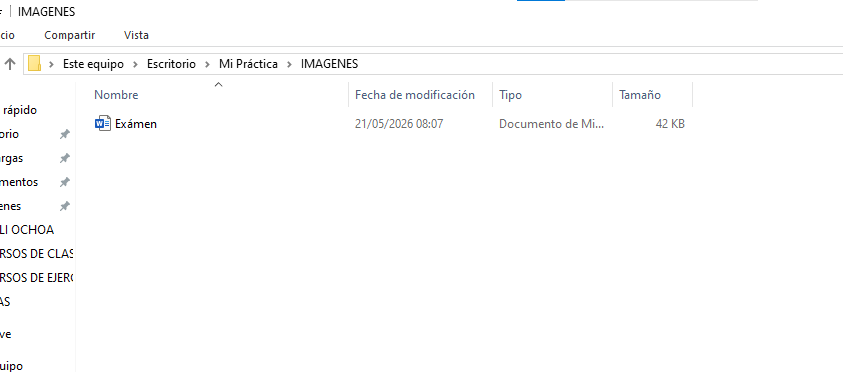 IMAGENES
cio Compartir Vista
Este equipo > Escritorio > Mi Práctica > IMAGENES
Nombre Fecha de modificación Tipo Tamaño
rápido
Exámen 21/05/2026 08:07 Documento de Mi... 42 KB
orio
rgas
mentos
enes
LI OCHOA
RSOS DE CLAS
RSOS DE EJERC
AS
ve
quipo